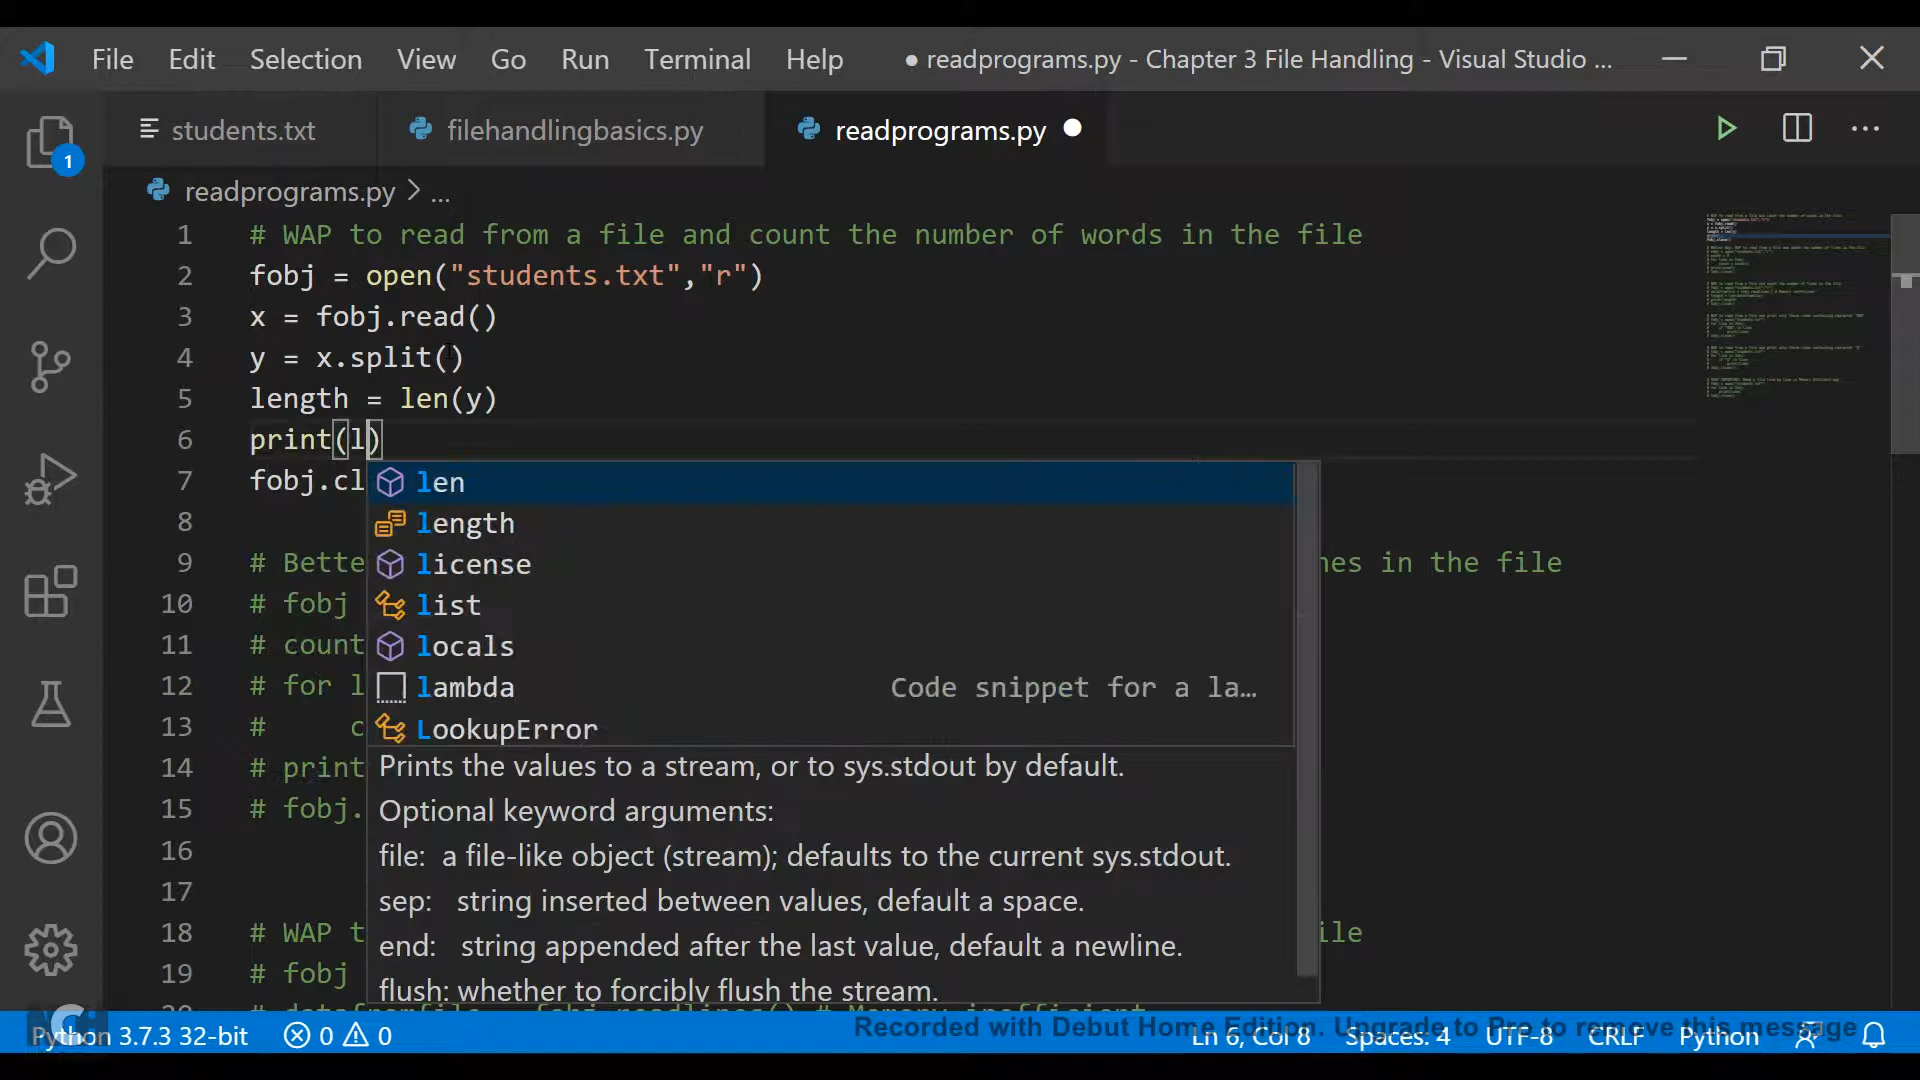 File Edit Selection View Go Run Terminal Help ● readprograms.py - Chapter 3 File Handling - Visual Studio ...
students.txt filehandlingbasics.py readprograms.py
1
readprograms.py > ...
1 # WAP to read from a file and count the number of words in the file
2 fobj = open("students.txt","r")
3 x = fobj.read()
4 y = x.split()
5 length = len(y)
6 print(l)
7 fobj.cl
8
9 # Bette nes in the file
10 # fobj
11 # count
12 # for l
13 # c
14 # print
15 # fobj.
16
17
18 # WAP t ile
19 # fobj
len
length
license
list
locals
lambda Code snippet for a la...
LookupError
Prints the values to a stream, or to sys.stdout by default.
Optional keyword arguments:
file: a file-like object (stream); defaults to the current sys.stdout.
sep: string inserted between values, default a space.
end: string appended after the last value, default a newline.
flush: whether to forcibly flush the stream.
Recorded with Debut Home Edition. Upgrade to Pro to remove this message
Python 3.7.3 32-bit 0 0 Ln 6, Col 8 Spaces: 4 UTF-8 CRLF Python